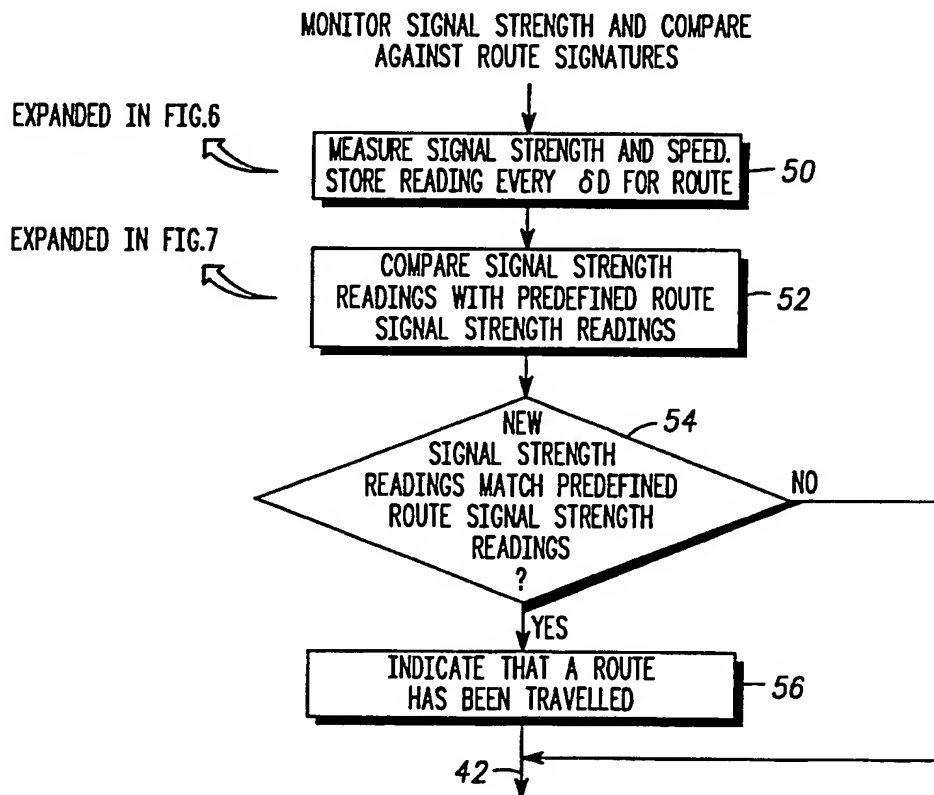 MONITOR SIGNAL STRENGTH AND COMPARE
AGAINST ROUTE SIGNATURES
EXPANDED IN FIG.6
MEASURE SIGNAL STRENGTH AND SPEED.
STORE READING EVERY δD FOR ROUTE
50
EXPANDED IN FIG.7
COMPARE SIGNAL STRENGTH
READINGS WITH PREDEFINED ROUTE
SIGNAL STRENGTH READINGS
52
54
NEW
SIGNAL STRENGTH
READINGS MATCH PREDEFINED
ROUTE SIGNAL STRENGTH
READINGS
?
NO
YES
INDICATE THAT A ROUTE
HAS BEEN TRAVELLED
56
42